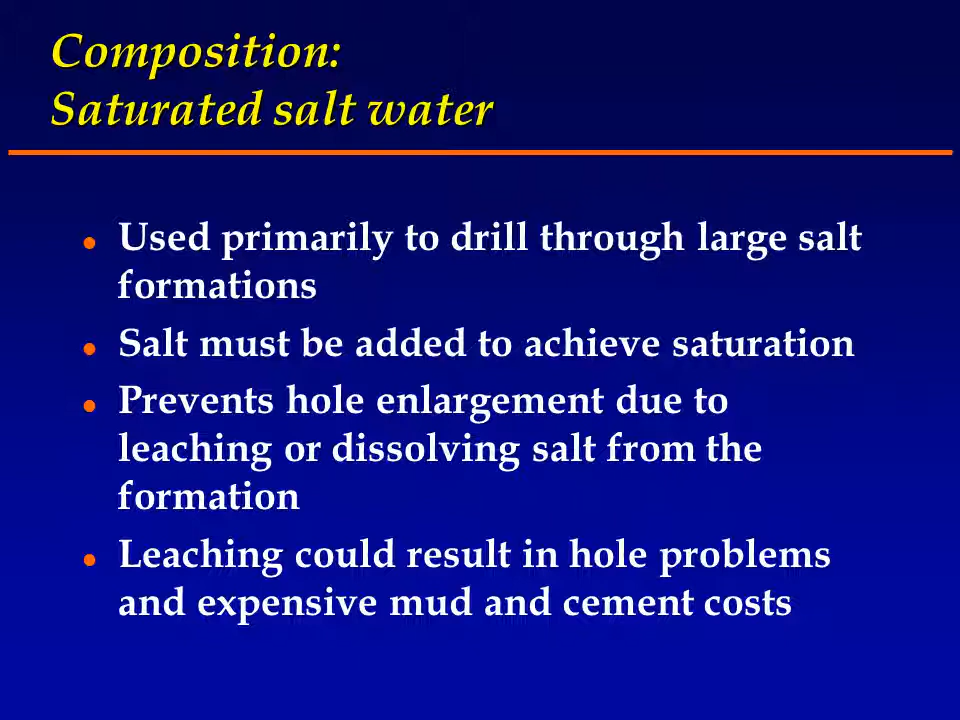 Composition:
Saturated salt water
Used primarily to drill through large salt
formations
Salt must be added to achieve saturation
Prevents hole enlargement due to
leaching or dissolving salt from the
formation
Leaching could result in hole problems
and expensive mud and cement costs